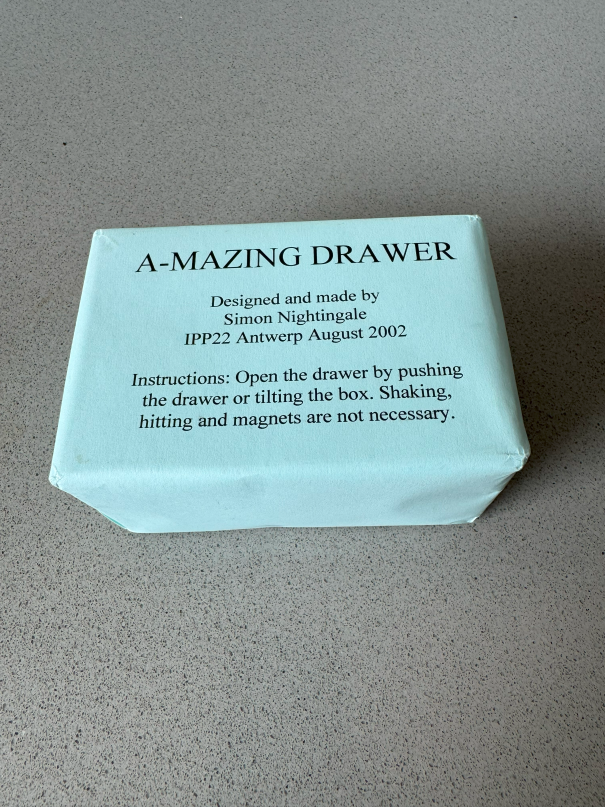 A-MAZING DRAWER
Designed and made by
Simon Nightingale
IPP22 Antwerp August 2002
Instructions: Open the drawer by pushing
the drawer or tilting the box. Shaking,
hitting and magnets are not necessary.